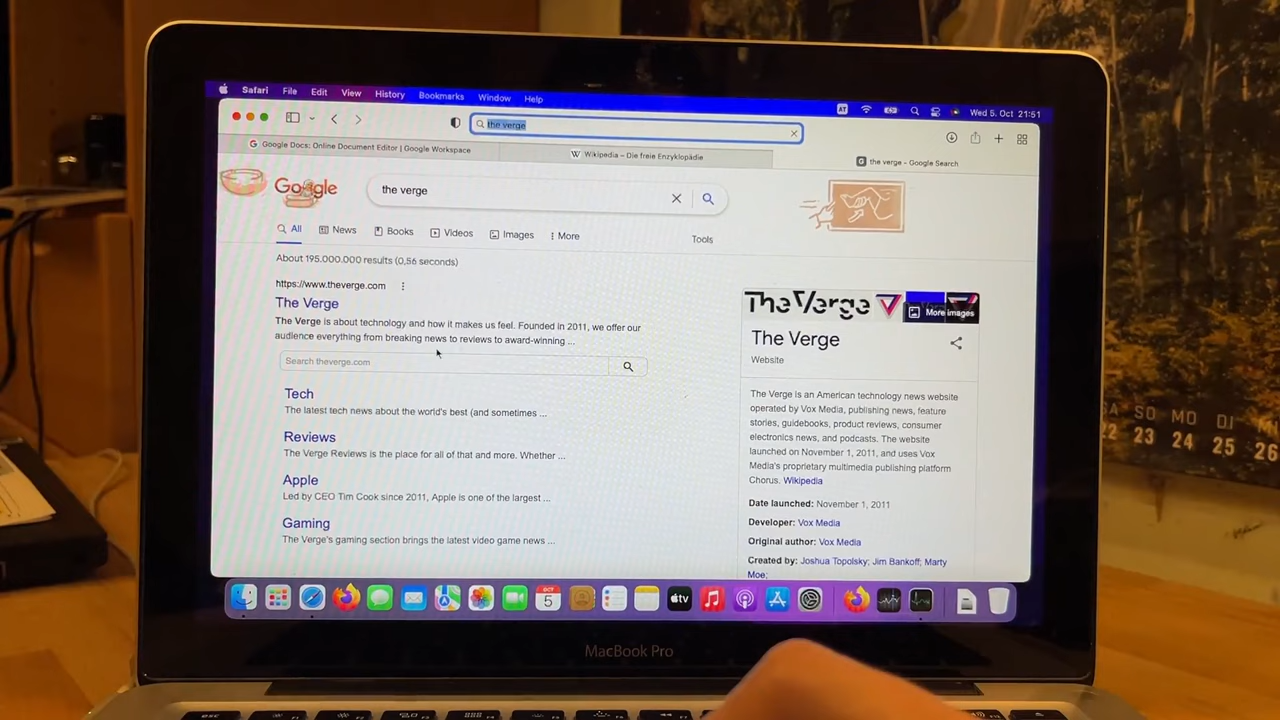 Safari File Edit View History Bookmarks Window Help
AT
Wed 5. Oct 21:51
the verge
Google Docs: Online Document Editor | Google Workspace
W Wikipedia – Die freie Enzyklopädie
G the verge - Google Search
Google
the verge
All News Books Videos Images More
Tools
About 195.000.000 results (0,56 seconds)
https://www.theverge.com
The Verge
The Verge is about technology and how it makes us feel. Founded in 2011, we offer our
audience everything from breaking news to reviews to award-winning ...
Search theverge.com
Tech
The latest tech news about the world's best (and sometimes ...
Reviews
The Verge Reviews is the place for all of that and more. Whether ...
Apple
Led by CEO Tim Cook since 2011, Apple is one of the largest ...
Gaming
The Verge's gaming section brings the latest video game news ...
The Verge
More images
The Verge
Website
The Verge is an American technology news website
operated by Vox Media, publishing news, feature
stories, guidebooks, product reviews, consumer
electronics news, and podcasts. The website
launched on November 1, 2011, and uses Vox
Media's proprietary multimedia publishing platform
Chorus. Wikipedia
Date launched: November 1, 2011
Developer: Vox Media
Original author: Vox Media
Created by: Joshua Topolsky; Jim Bankoff; Marty
Moe;
OCT
5
tv
MacBook Pro
esc
SA SO MO DI MI
22 23 24 25 26